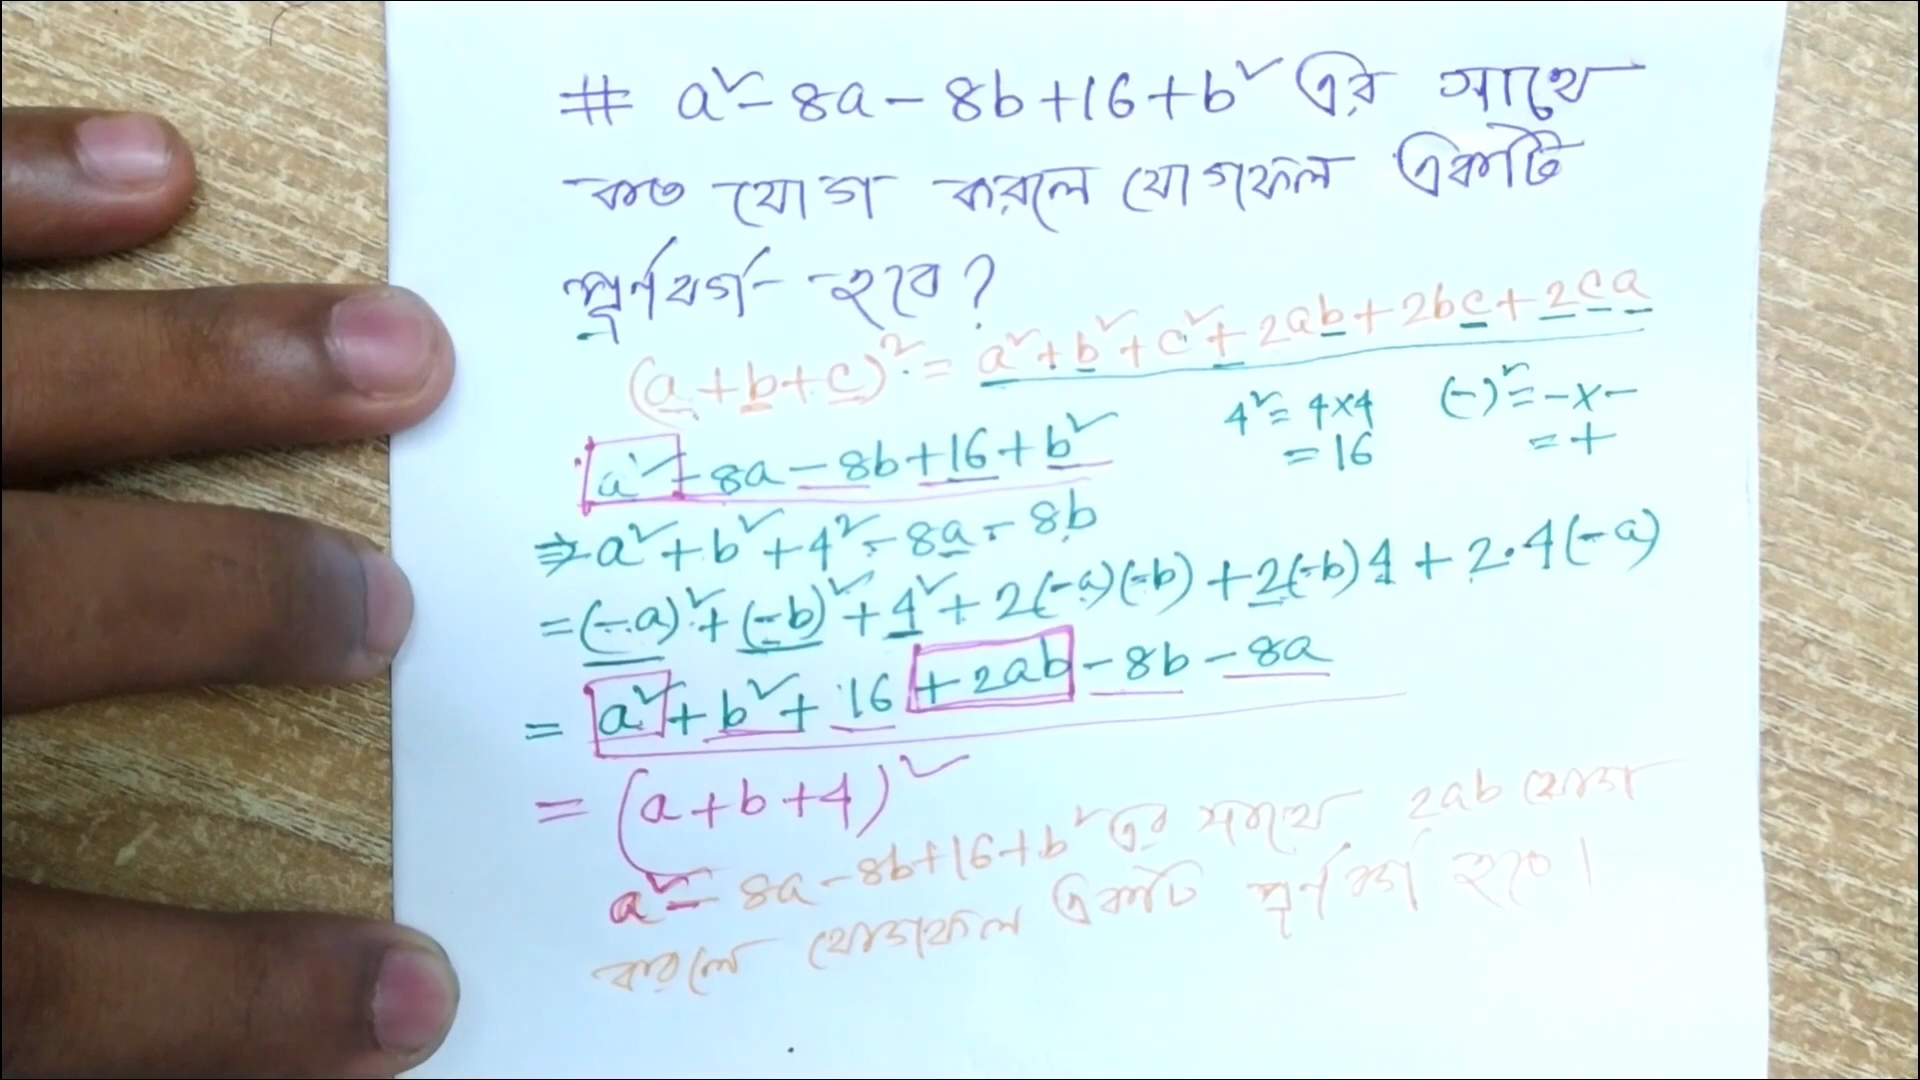 # a² - 8a - 8b + 16 + b² এর সাথে
কত যোগ করলে যোগফল একটি
পূর্নবর্গ হবে?
(a+b+c)² = a² + b² + c² + 2ab + 2bc + 2ca
a² - 8a - 8b + 16 + b²
4² = 4×4
= 16
(-)² = -×-
= +
⇒ a² + b² + 4² - 8a - 8b
= (-a)² + (-b)² + 4² + 2(-a)(-b) + 2(-b)4 + 2·4(-a)
= a² + b² + 16 + 2ab - 8b - 8a
= (a+b+4)²
a² - 8a - 8b + 16 + b² এর সাথে 2ab যোগ
করলে যোগফল একটি পূর্নবর্গ হবে।